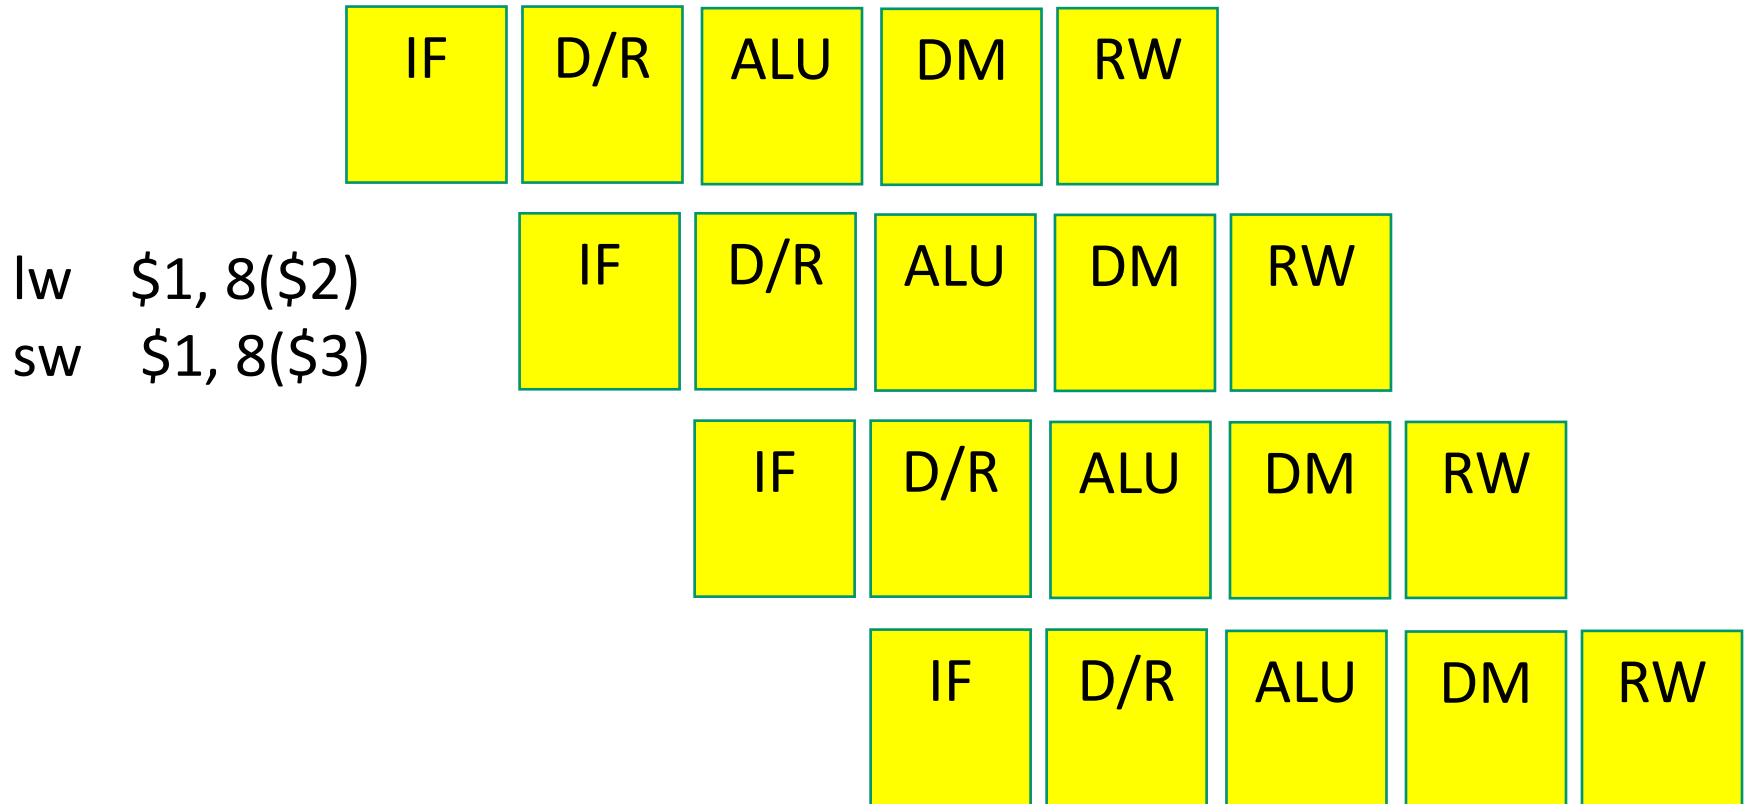 IF D/R ALU DM RW
IF D/R ALU DM RW
lw $1, 8($2)
sw $1, 8($3)
IF D/R ALU DM RW
IF D/R ALU DM RW